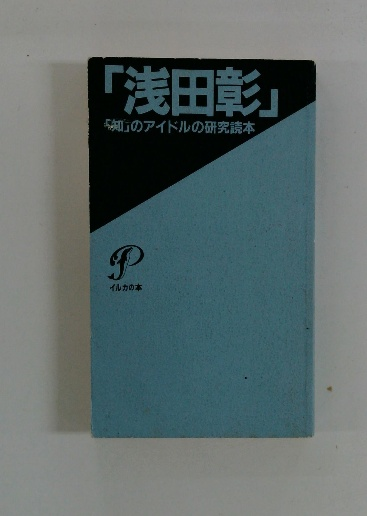 「浅田彰」
「知」のアイドルの研究読本
イルカの本